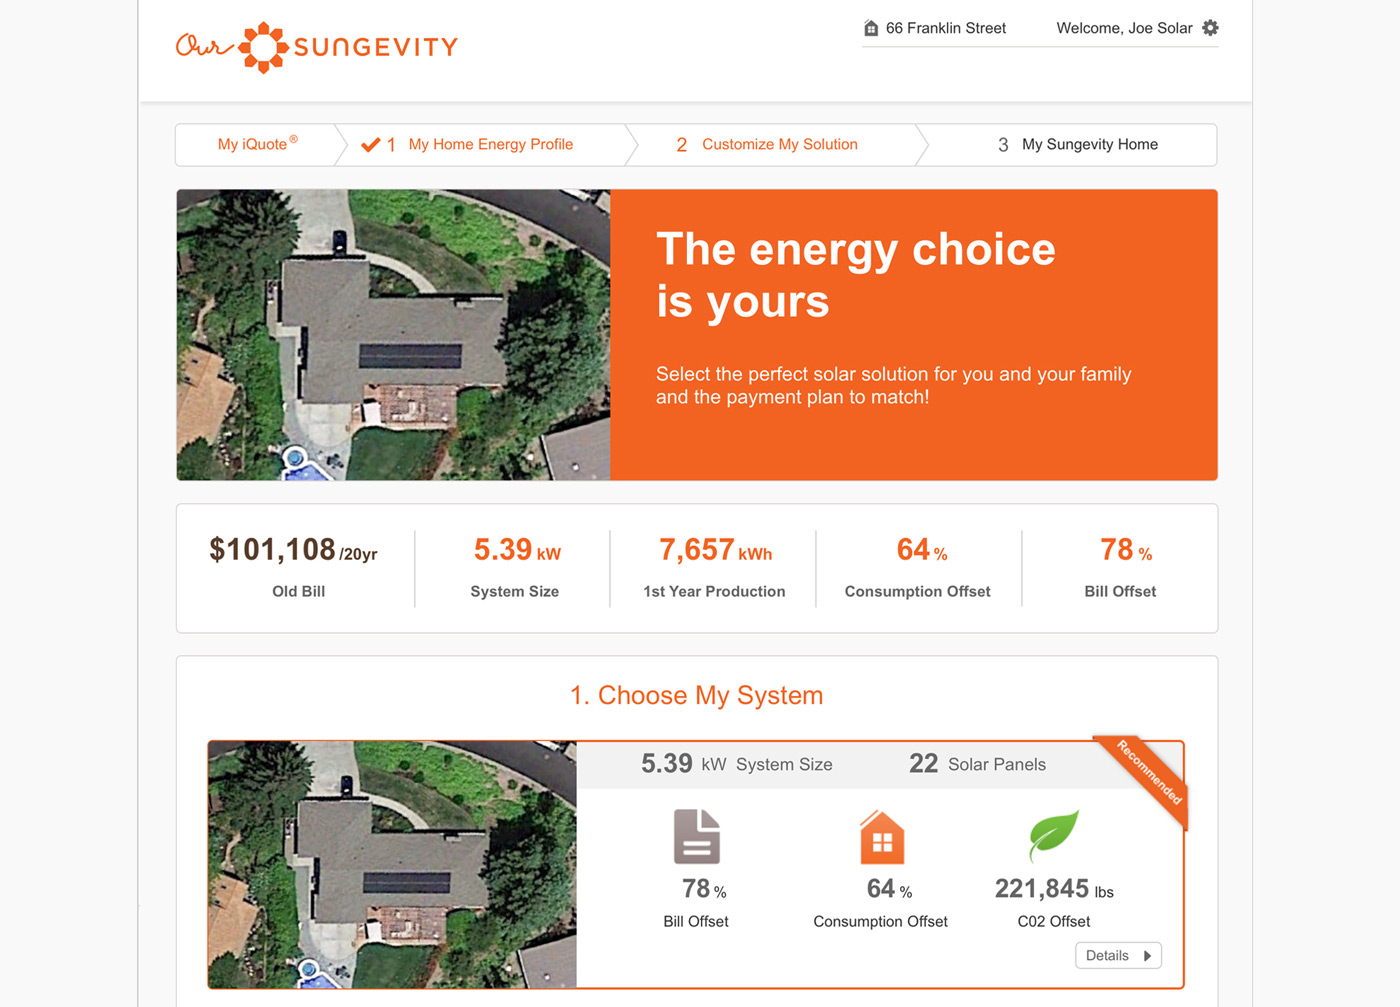 Our SUNGEVITY
66 Franklin Street
Welcome, Joe Solar
My iQuote®
1 My Home Energy Profile
2 Customize My Solution
3 My Sungevity Home
The energy choice
is yours
Select the perfect solar solution for you and your family
and the payment plan to match!
$101,108 /20yr
Old Bill
5.39 kW
System Size
7,657 kWh
1st Year Production
64 %
Consumption Offset
78 %
Bill Offset
1. Choose My System
5.39 kW System Size
22 Solar Panels
Recommended
78 %
Bill Offset
64 %
Consumption Offset
221,845 lbs
C02 Offset
Details